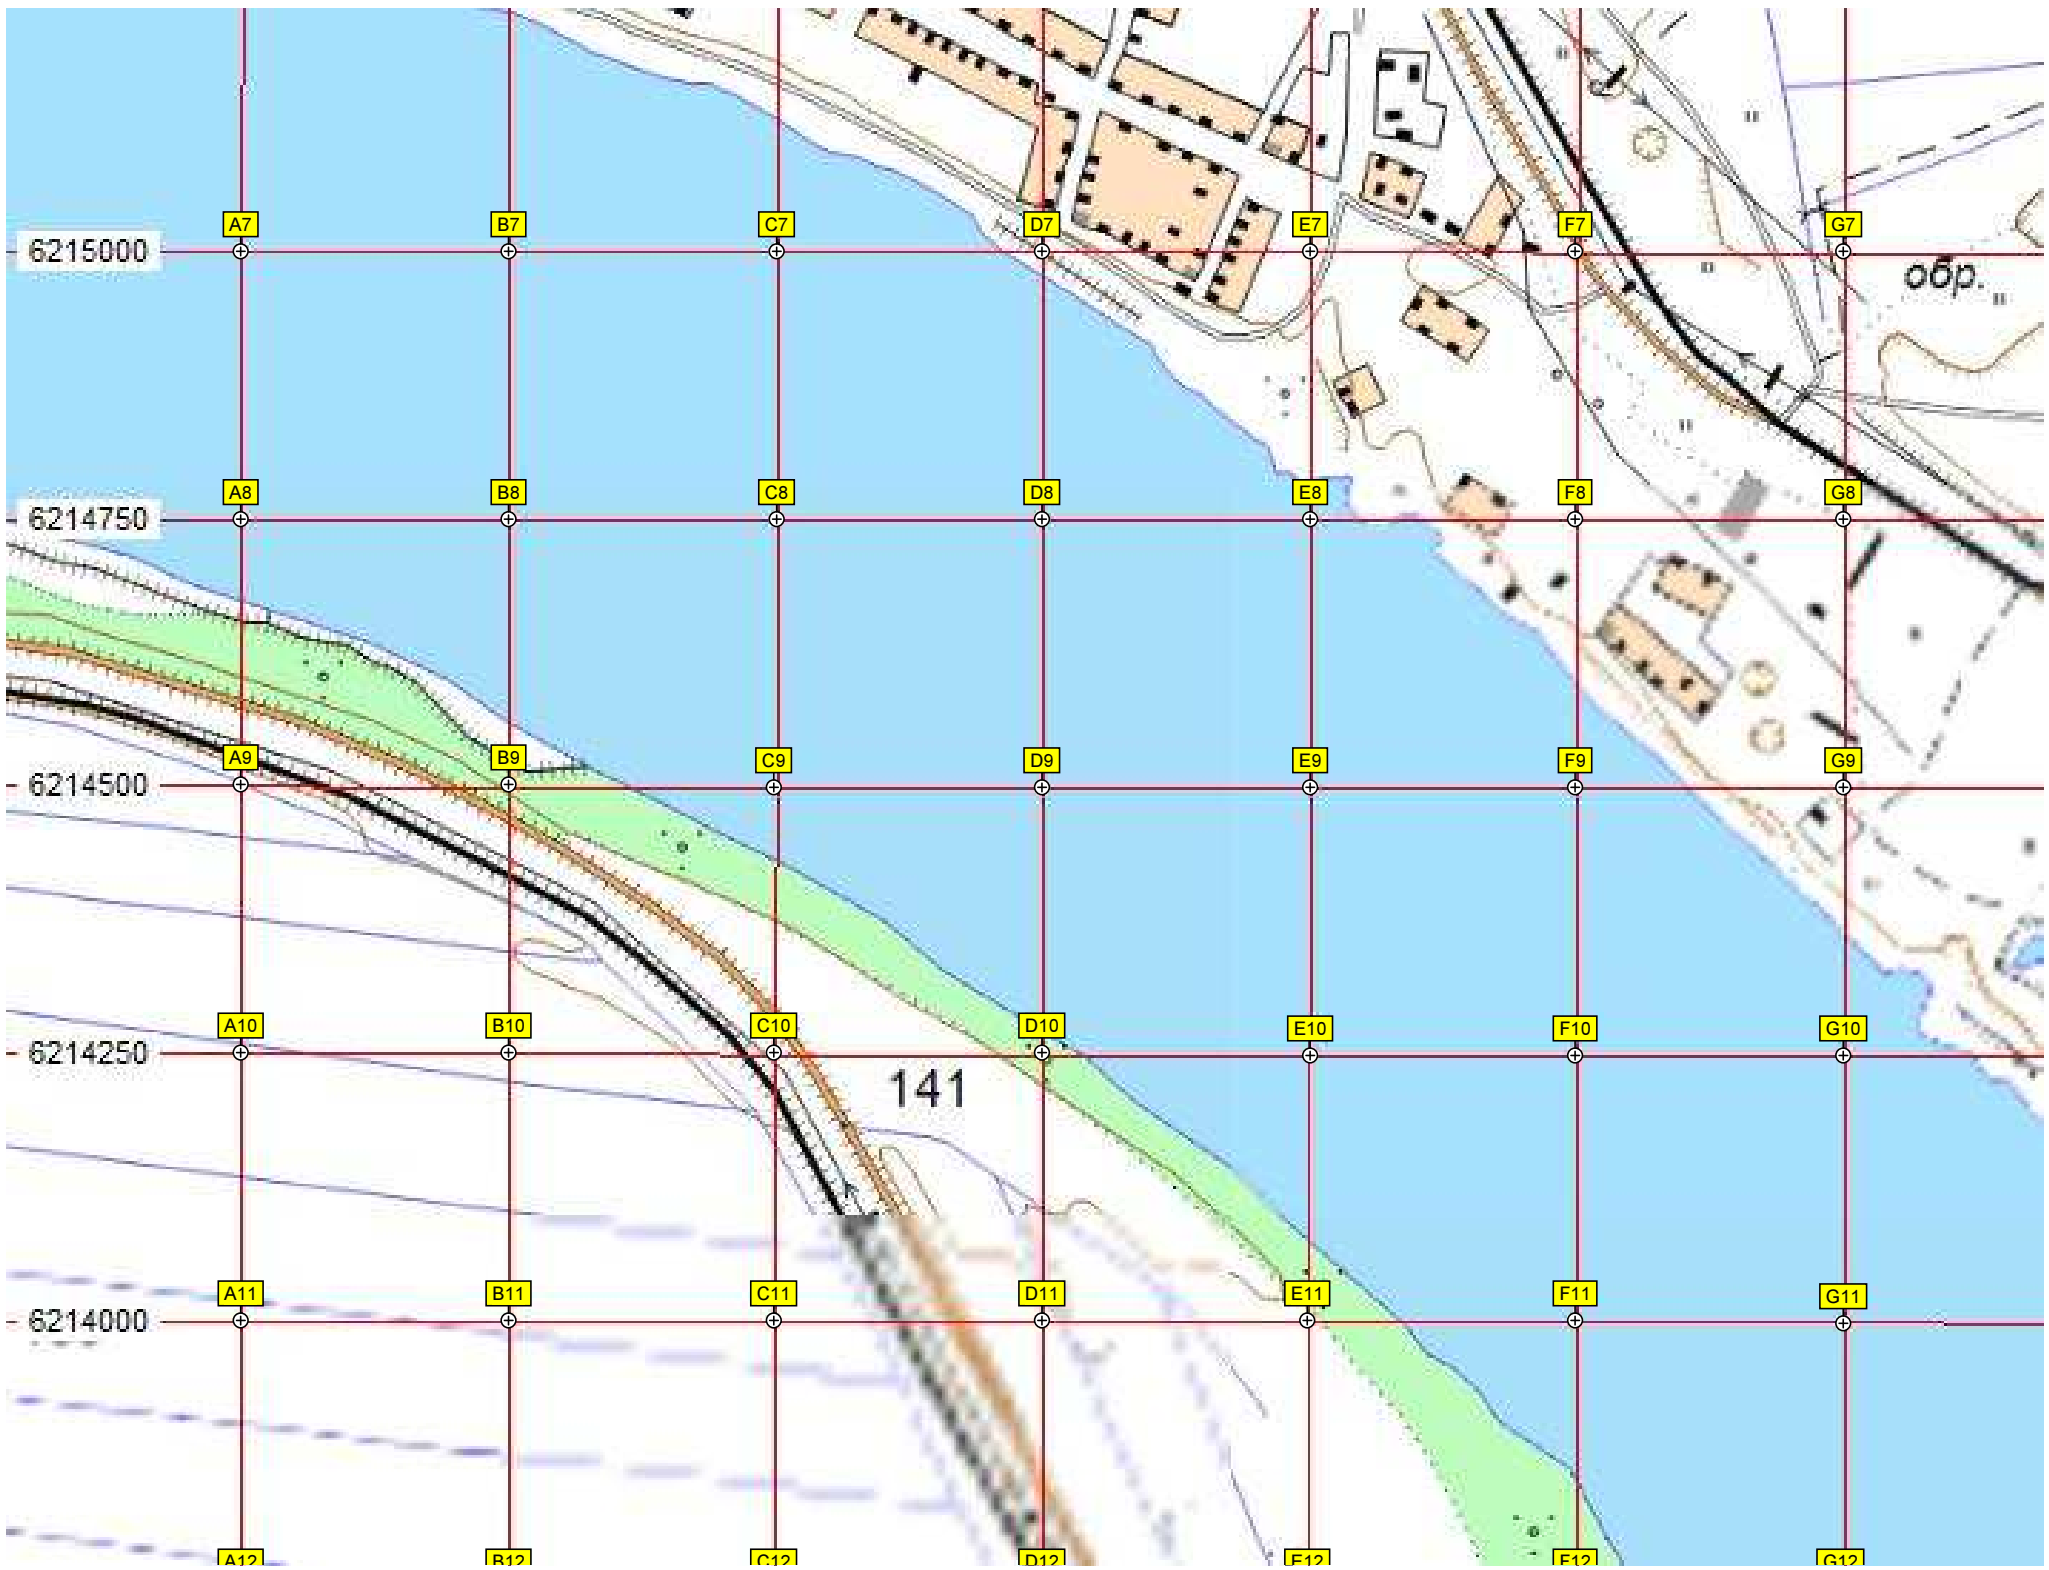 A7 B7 C7 D7 E7 F7 G7
6215000
обр.
A8 B8 C8 D8 E8 F8 G8
6214750
A9 B9 C9 D9 E9 F9 G9
6214500
A10 B10 C10 D10 E10 F10 G10
6214250
141
A11 B11 C11 D11 E11 F11 G11
6214000
A12 B12 C12 D12 E12 F12 G12